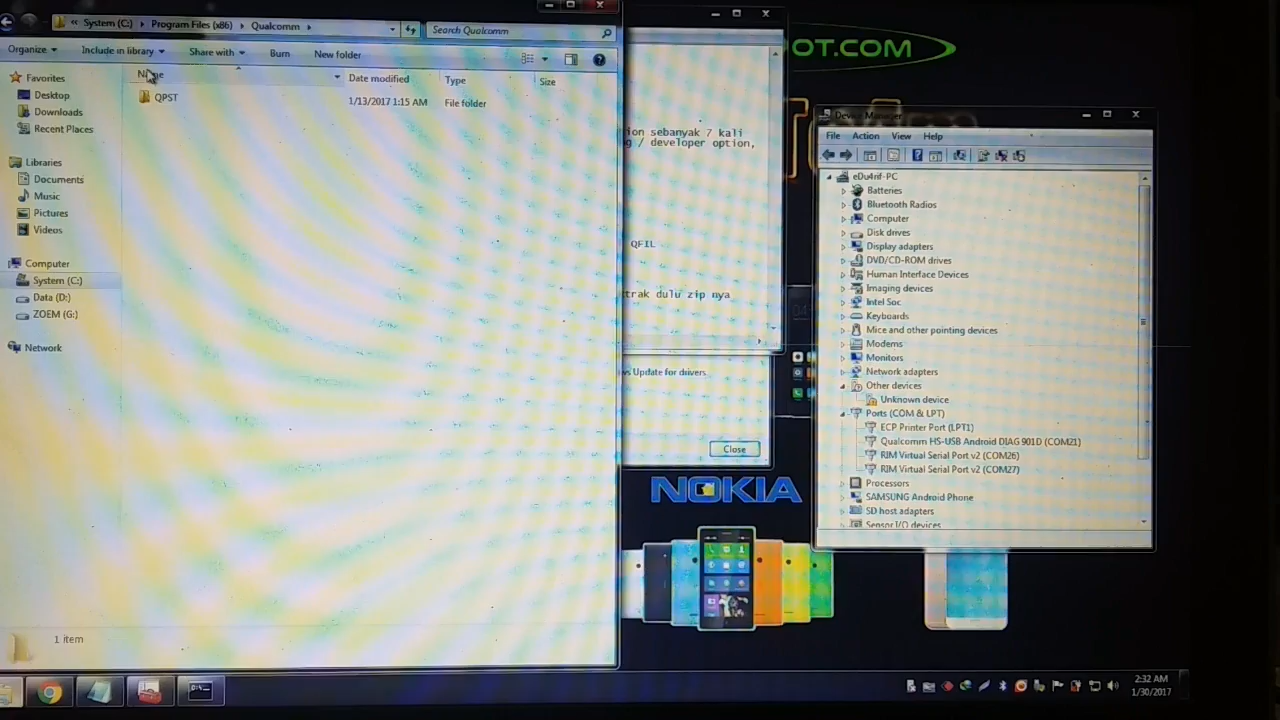 « System (C:) ▸ Program Files (x86) ▸ Qualcomm ▸
Search Qualcomm
Organize
Include in library
Share with
Burn
New folder
Name
Date modified
Type
Size
QPST
1/13/2017 1:15 AM
File folder
Favorites
Desktop
Downloads
Recent Places
Libraries
Documents
Music
Pictures
Videos
Computer
System (C:)
Data (D:)
ZOEM (G:)
Network
1 item
ion sebanyak 7 kali
g / developer option,
QFIL
trak dulu zip nya
ws Update for drivers.
Close
OT.COM
NOKIA
Device Manager
File Action View Help
eDu4rif-PC
Batteries
Bluetooth Radios
Computer
Disk drives
Display adapters
DVD/CD-ROM drives
Human Interface Devices
Imaging devices
Intel Soc
Keyboards
Mice and other pointing devices
Modems
Monitors
Network adapters
Other devices
Unknown device
Ports (COM & LPT)
ECP Printer Port (LPT1)
Qualcomm HS-USB Android DIAG 901D (COM21)
RIM Virtual Serial Port v2 (COM26)
RIM Virtual Serial Port v2 (COM27)
Processors
SAMSUNG Android Phone
SD host adapters
Sensor I/O devices
2:32 AM
1/30/2017